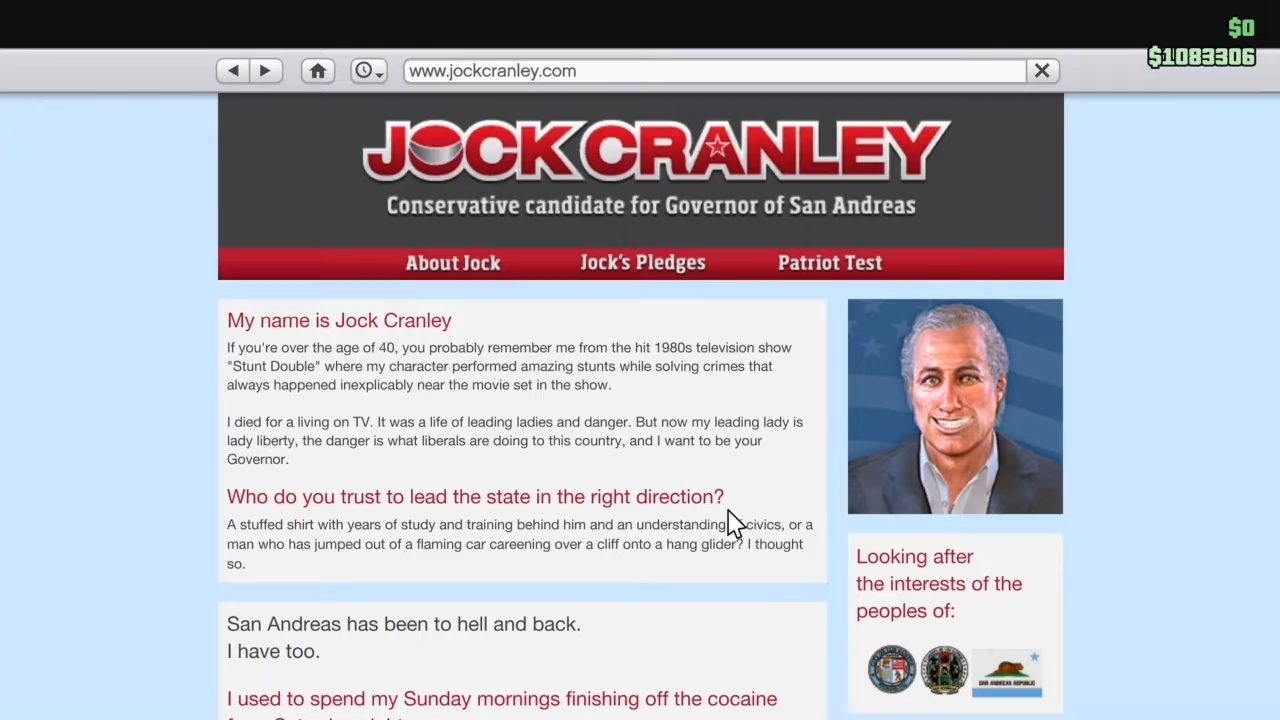 $0
$1083306
www.jockcranley.com
JOCK CRANLEY
Conservative candidate for Governor of San Andreas
About Jock
Jock's Pledges
Patriot Test
My name is Jock Cranley
If you're over the age of 40, you probably remember me from the hit 1980s television show
"Stunt Double" where my character performed amazing stunts while solving crimes that
always happened inexplicably near the movie set in the show.
I died for a living on TV. It was a life of leading ladies and danger. But now my leading lady is
lady liberty, the danger is what liberals are doing to this country, and I want to be your
Governor.
Who do you trust to lead the state in the right direction?
A stuffed shirt with years of study and training behind him and an understanding civics, or a
man who has jumped out of a flaming car careening over a cliff onto a hang glider? I thought
so.
San Andreas has been to hell and back.
I have too.
I used to spend my Sunday mornings finishing off the cocaine
Looking after
the interests of the
peoples of:
SAN ANDREAS REPUBLIC